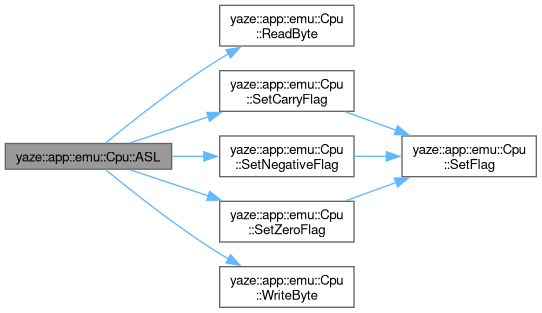 yaze::app::emu::Cpu::ASL
yaze::app::emu::Cpu
::ReadByte
yaze::app::emu::Cpu
::SetCarryFlag
yaze::app::emu::Cpu
::SetNegativeFlag
yaze::app::emu::Cpu
::SetZeroFlag
yaze::app::emu::Cpu
::WriteByte
yaze::app::emu::Cpu
::SetFlag